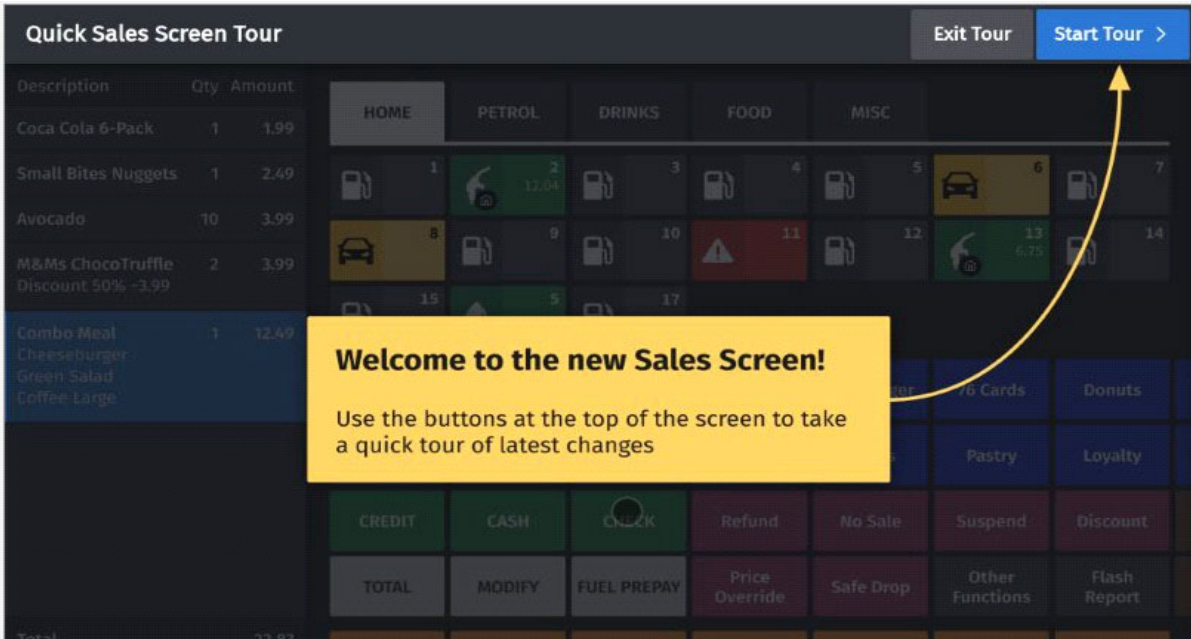 Quick Sales Screen Tour
Exit Tour
Start Tour >
Description Qty Amount
Coca Cola 6-Pack 1 1.99
Small Bites Nuggets 1 2.49
Avocado 10 3.99
M&Ms ChocoTruffle 2 3.99
Discount 50% -3.99
Combo Meal 1 12.49
Cheeseburger
Green Salad
Coffee Large
HOME PETROL DRINKS FOOD MISC
1 2 3 4 5 6 7
12.04
8 9 10 11 12 13 14
6.75
15 5 17
Welcome to the new Sales Screen!
Use the buttons at the top of the screen to take
a quick tour of latest changes
76 Cards Donuts
Pastry Loyalty
CREDIT CASH CHECK Refund No Sale Suspend Discount
TOTAL MODIFY FUEL PREPAY Price Override Safe Drop Other Functions Flash Report
Total 22.83